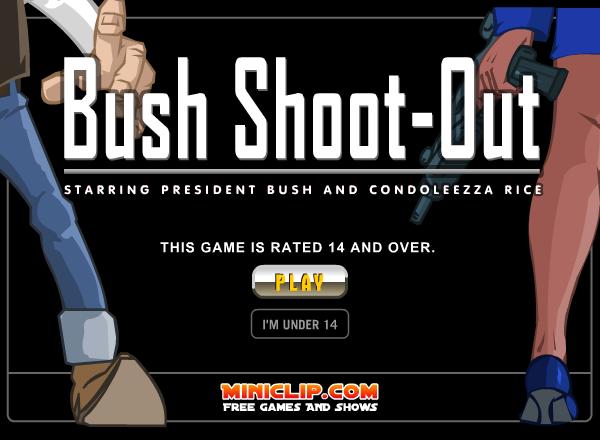 Bush Shoot-Out
STARRING PRESIDENT BUSH AND CONDOLEEZZA RICE
THIS GAME IS RATED 14 AND OVER.
PLAY
I'M UNDER 14
MINICLIP.COM
FREE GAMES AND SHOWS